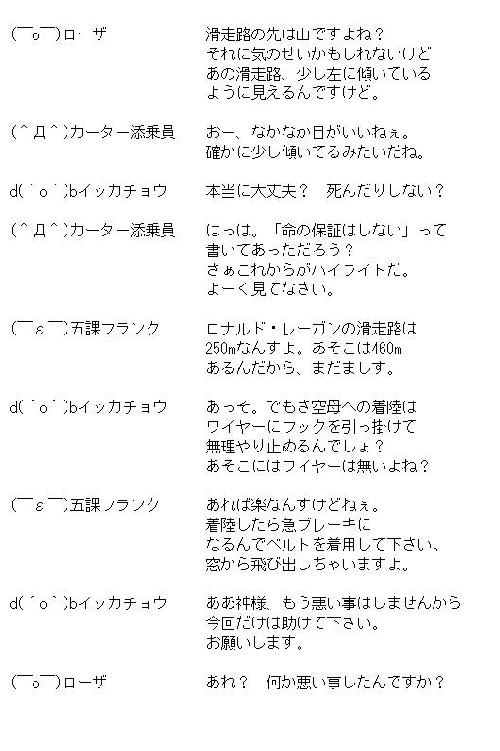 (￣o￣)ローザ 滑走路の先は山ですよね？
それに気のせいかもしれないけど
あの滑走路、少し左に傾いている
ように見えるんですけど。
(＾Д＾)カーター添乗員 おー、なかなか目がいいねぇ。
確かに少し傾いてるみたいだね。
d(´o｀)bイッカチョウ 本当に大丈夫？　死んだりしない？
(＾Д＾)カーター添乗員 にっは。「命の保証はしない」って
書いてあっただろう？
さぁこれからがハイライトだ。
よーく見てなさい。
(￣ε￣)五課フランク ロナルド・レーガンの滑走路は
250mなんすよ。あそこは460m
あるんだから、まだましす。
d(´o｀)bイッカチョウ あっそ。でもさ空母への着陸は
ワイヤーにフックを引っ掛けて
無理やり止めるんでしょ？
あそこにはワイヤーは無いよね？
(￣ε￣)五課フランク あれば楽なんすけどねぇ。
着陸したら急ブレーキに
なるんでベルトを着用して下さい、
窓から飛び出しちゃいますよ。
d(´o｀)bイッカチョウ ああ神様、もう悪い事はしませんから
今回だけは助けて下さい。
お願いします。
(￣o￣)ローザ あれ？　何か悪い事したんですか？